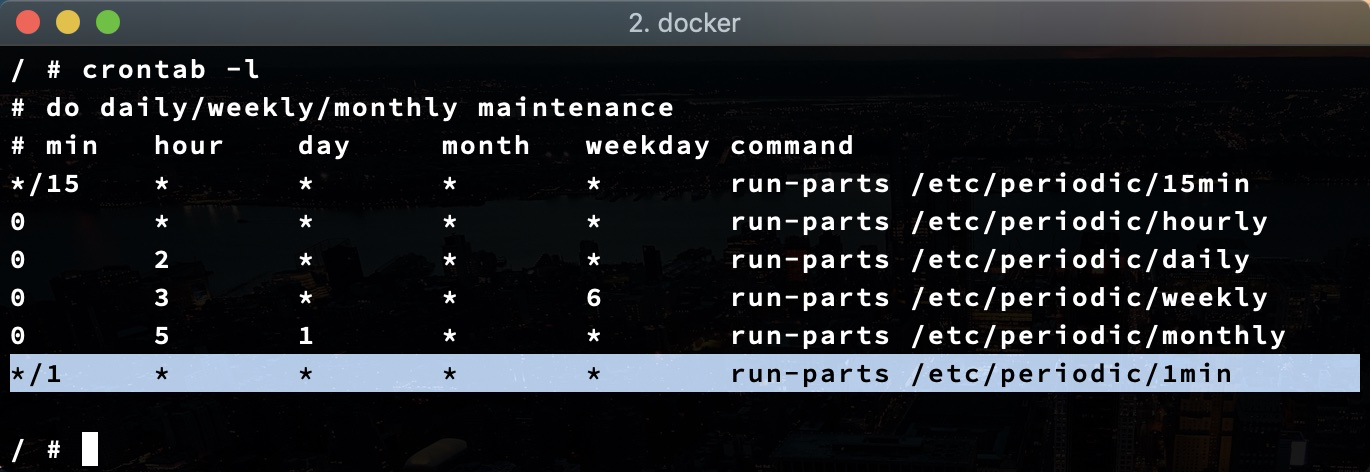 2. docker
/ # crontab -l
# do daily/weekly/monthly maintenance
# min   hour    day     month   weekday command
*/15    *       *       *       *       run-parts /etc/periodic/15min
0       *       *       *       *       run-parts /etc/periodic/hourly
0       2       *       *       *       run-parts /etc/periodic/daily
0       3       *       *       6       run-parts /etc/periodic/weekly
0       5       1       *       *       run-parts /etc/periodic/monthly
*/1     *       *       *       *       run-parts /etc/periodic/1min
/ #